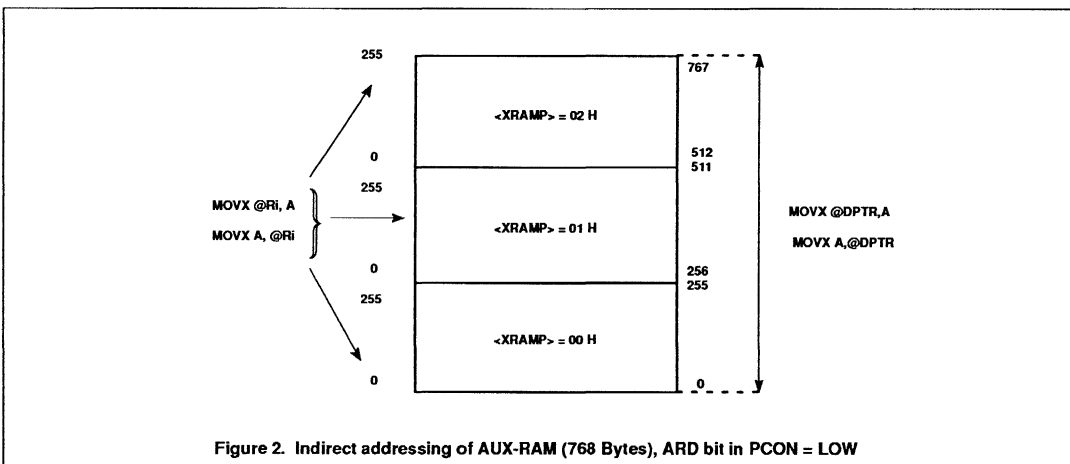 255
767
<XRAMP> = 02 H
0
512
511
255
MOVX @Ri, A
MOVX A, @Ri
<XRAMP> = 01 H
MOVX @DPTR,A
MOVX A,@DPTR
0
256
255
255
<XRAMP> = 00 H
0
0
Figure 2. Indirect addressing of AUX-RAM (768 Bytes), ARD bit in PCON = LOW